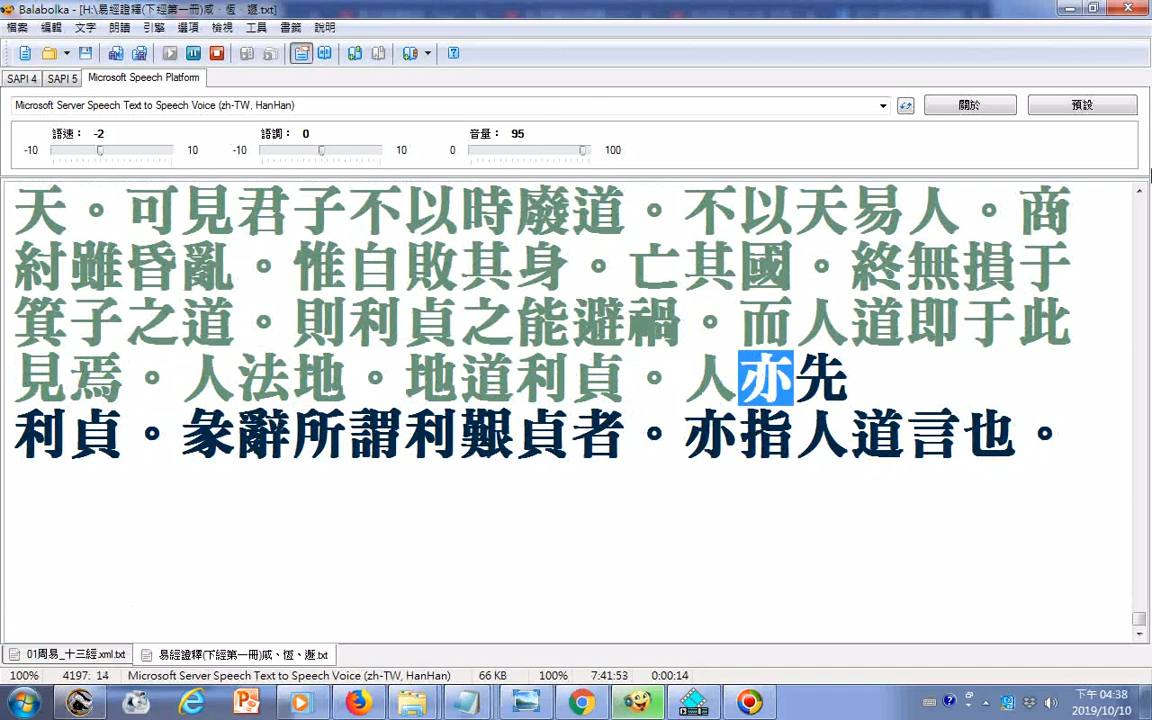 Balabolka - [H:\易經證釋(下經第一冊)咸、恆、遯.txt]
檔案 編輯 文字 朗讀 引擎 選項 檢視 工具 書籤 說明
SAPI 4 SAPI 5 Microsoft Speech Platform
Microsoft Server Speech Text to Speech Voice (zh-TW, HanHan) 關於 預設
語速： -2 語調： 0 音量： 95
-10 10 -10 10 0 100
天。可見君子不以時廢道。不以天易人。商
紂雖昏亂。惟自敗其身。亡其國。終無損于
箕子之道。則利貞之能避禍。而人道即于此
見焉。人法地。地道利貞。人亦先
利貞。彖辭所謂利艱貞者。亦指人道言也。
01周易_十三經.xml.txt 易經證釋(下經第一冊)咸、恆、遯.txt
100% 4197: 14 Microsoft Server Speech Text to Speech Voice (zh-TW, HanHan) 66 KB 100% 7:41:53 0:00:14
下午 04:38
2019/10/10